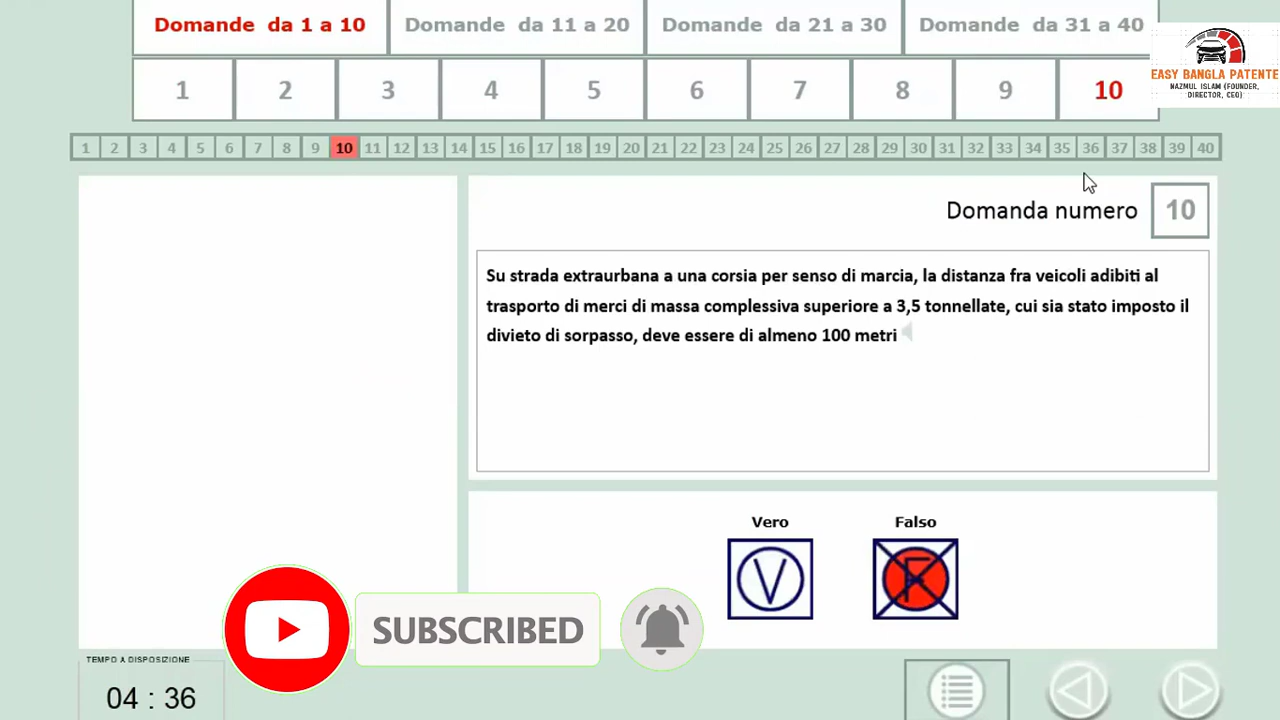 Domande da 1 a 10
Domande da 11 a 20
Domande da 21 a 30
Domande da 31 a 40
EASY BANGLA PATENTE
NAZMUL ISLAM (FOUNDER,
DIRECTOR, CEO)
1 2 3 4 5 6 7 8 9 10
1 2 3 4 5 6 7 8 9 10 11 12 13 14 15 16 17 18 19 20 21 22 23 24 25 26 27 28 29 30 31 32 33 34 35 36 37 38 39 40
Domanda numero 10
Su strada extraurbana a una corsia per senso di marcia, la distanza fra veicoli adibiti al
trasporto di merci di massa complessiva superiore a 3,5 tonnellate, cui sia stato imposto il
divieto di sorpasso, deve essere di almeno 100 metri
Vero
Falso
V
F
SUBSCRIBED
TEMPO A DISPOSIZIONE
04 : 36